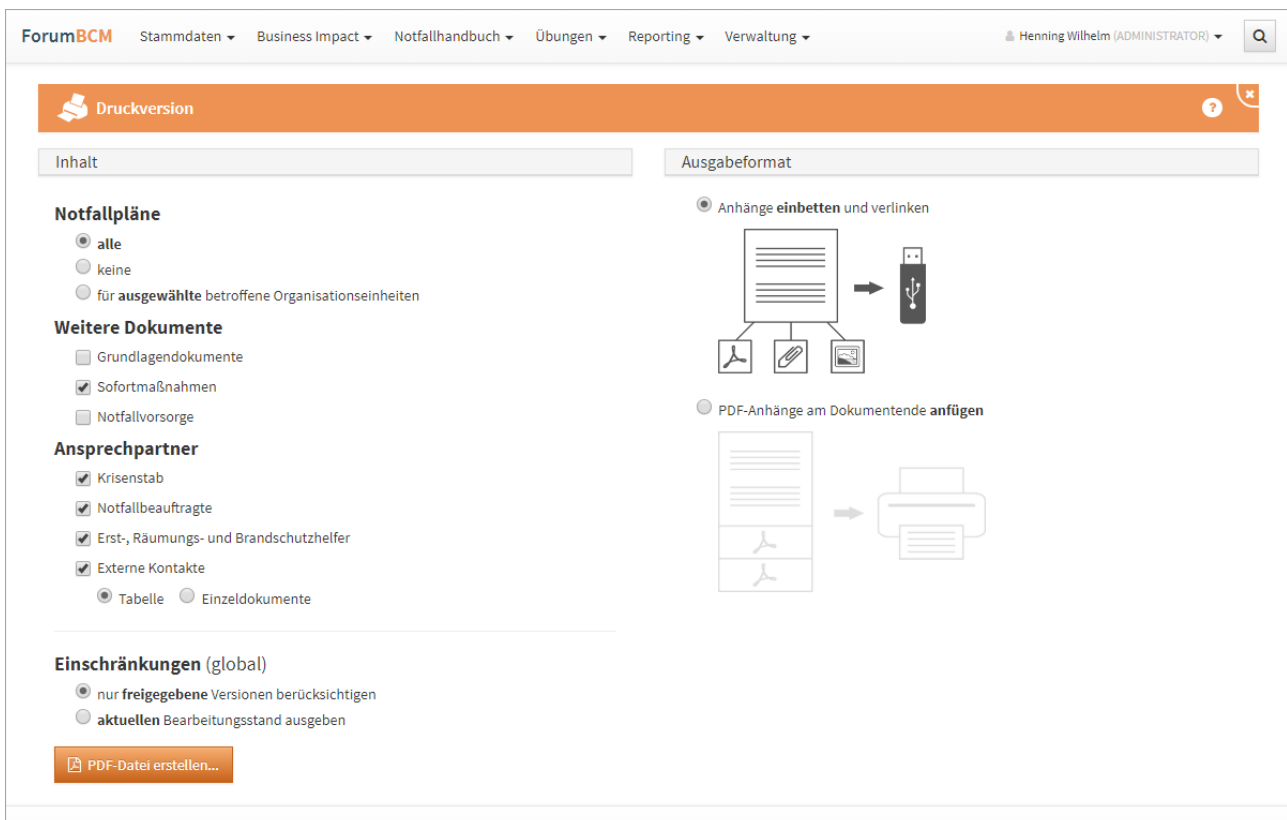 ForumBCM Stammdaten Business Impact Notfallhandbuch Übungen Reporting Verwaltung Henning Wilhelm (ADMINISTRATOR)
Druckversion ?
Inhalt
Notfallpläne
alle
keine
für ausgewählte betroffene Organisationseinheiten
Weitere Dokumente
Grundlagendokumente
Sofortmaßnahmen
Notfallvorsorge
Ansprechpartner
Krisenstab
Notfallbeauftragte
Erst-, Räumungs- und Brandschutzhelfer
Externe Kontakte
Tabelle Einzeldokumente
Einschränkungen (global)
nur freigegebene Versionen berücksichtigen
aktuellen Bearbeitungsstand ausgeben
PDF-Datei erstellen...
Ausgabeformat
Anhänge einbetten und verlinken
PDF-Anhänge am Dokumentende anfügen